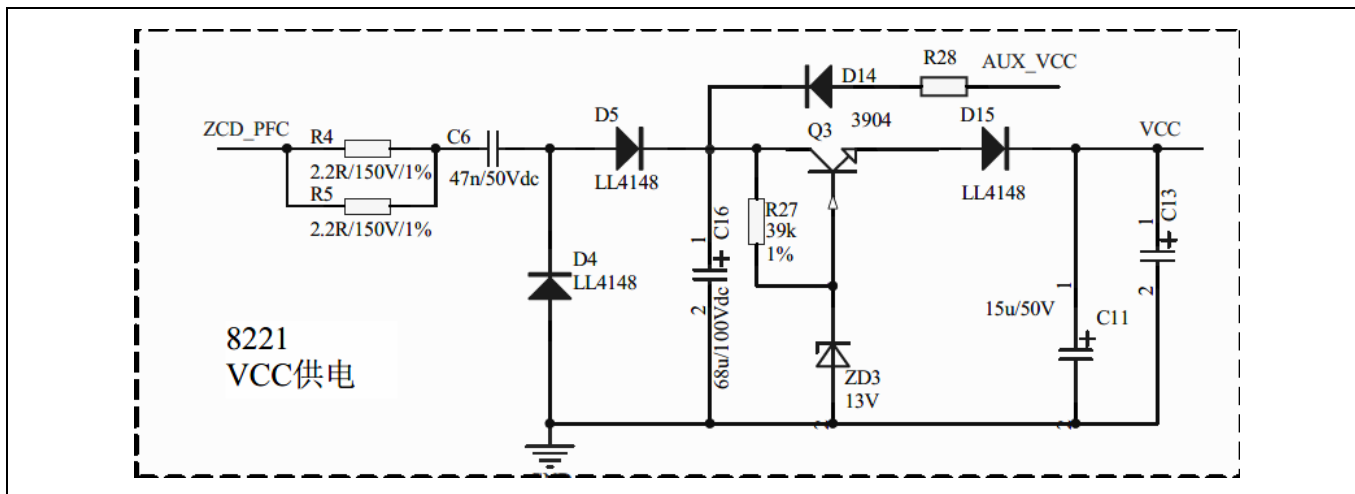 R28
AUX_VCC
D14
3904
ZCD_PFC
R4
2.2R/150V/1%
R5
2.2R/150V/1%
C6
47n/50Vdc
D5
LL4148
Q3
D15
LL4148
VCC
D4
LL4148
1
2
C16
68u/100Vdc
R27
39k
1%
ZD3
13V
1
15u/50V
C11
1
2
C13
8221
VCC供电